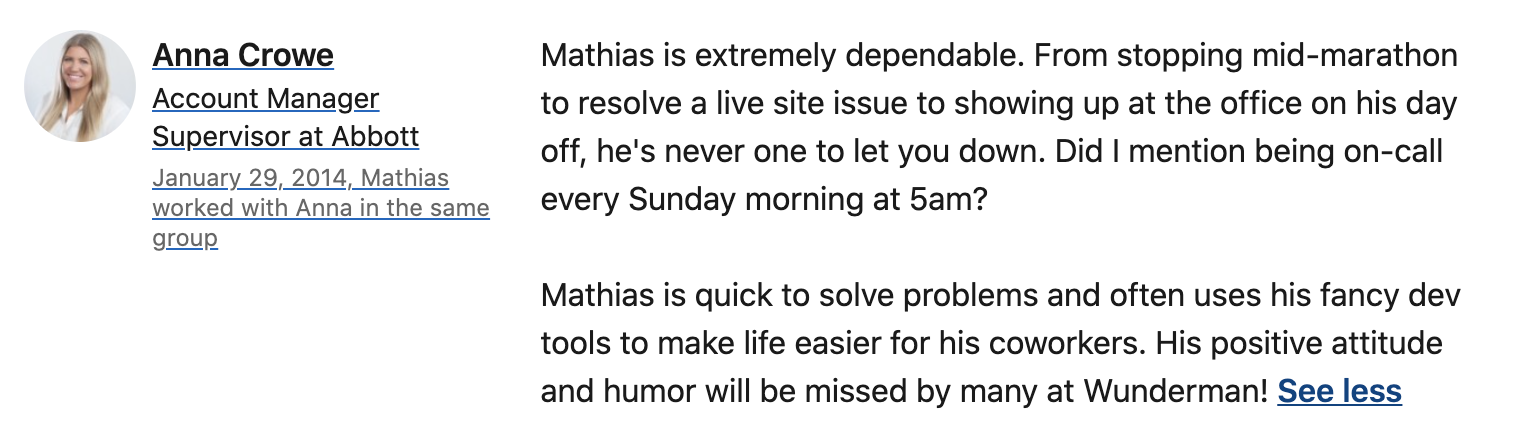 Anna Crowe
Account Manager
Supervisor at Abbott
January 29, 2014, Mathias
worked with Anna in the same
group
Mathias is extremely dependable. From stopping mid-marathon
to resolve a live site issue to showing up at the office on his day
off, he's never one to let you down. Did I mention being on-call
every Sunday morning at 5am?
Mathias is quick to solve problems and often uses his fancy dev
tools to make life easier for his coworkers. His positive attitude
and humor will be missed by many at Wunderman! See less